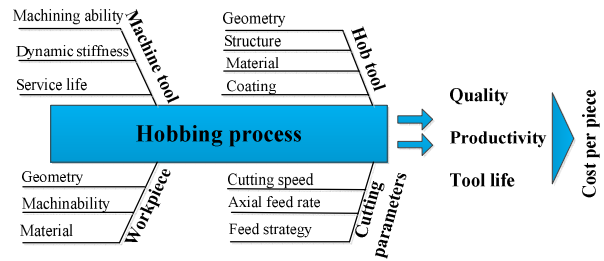 Machining ability
Dynamic stiffness
Service life
Machine tool
Geometry
Structure
Material
Coating
Hob tool
Hobbing process
Geometry
Machinability
Material
Workpiece
Cutting speed
Axial feed rate
Feed strategy
Cutting
parameters
Quality
Productivity
Tool life
Cost per piece